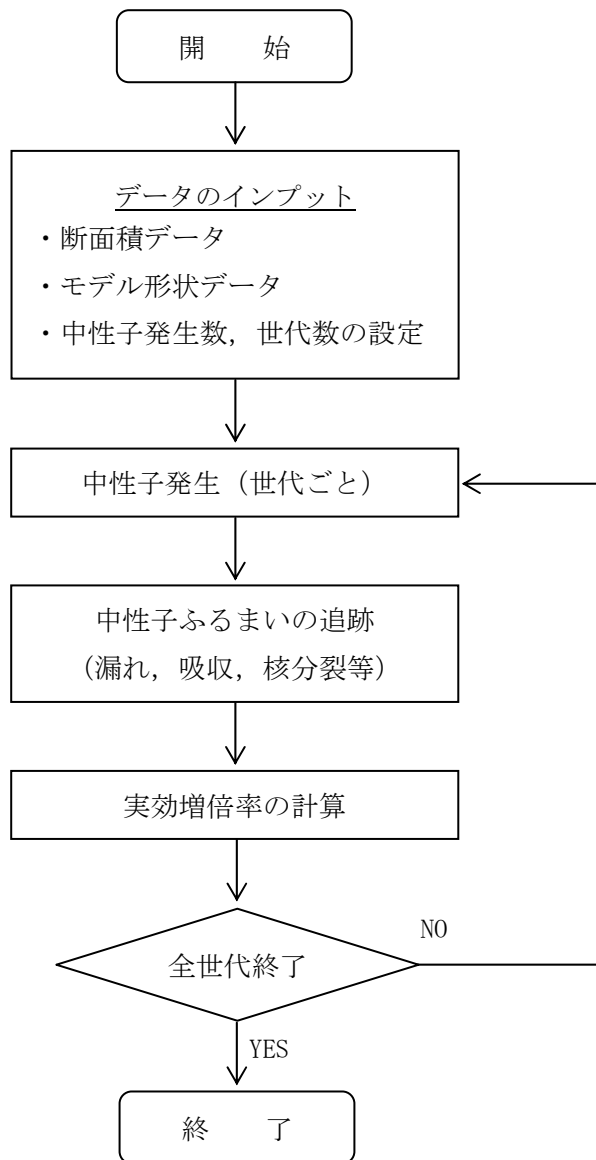 開　　始
データのインプット
・断面積データ
・モデル形状データ
・中性子発生数，世代数の設定
中性子発生（世代ごと）
中性子ふるまいの追跡
（漏れ，吸収，核分裂等）
実効増倍率の計算
全世代終了
NO
YES
終　　了